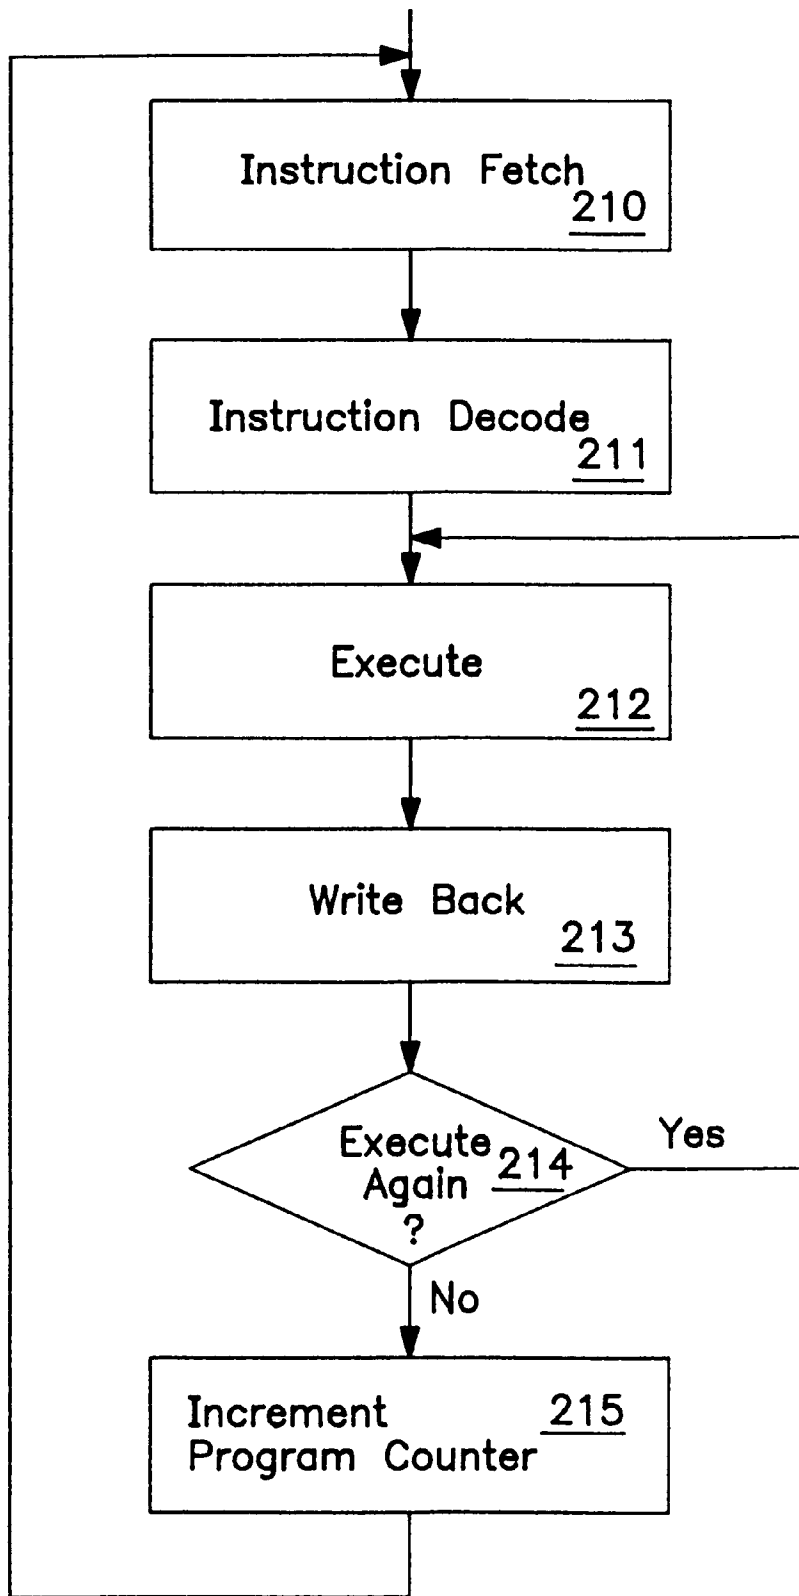 Instruction Fetch
210
Instruction Decode
211
Execute
212
Write Back
213
Execute
Again 214
?
Yes
No
Increment 215
Program Counter